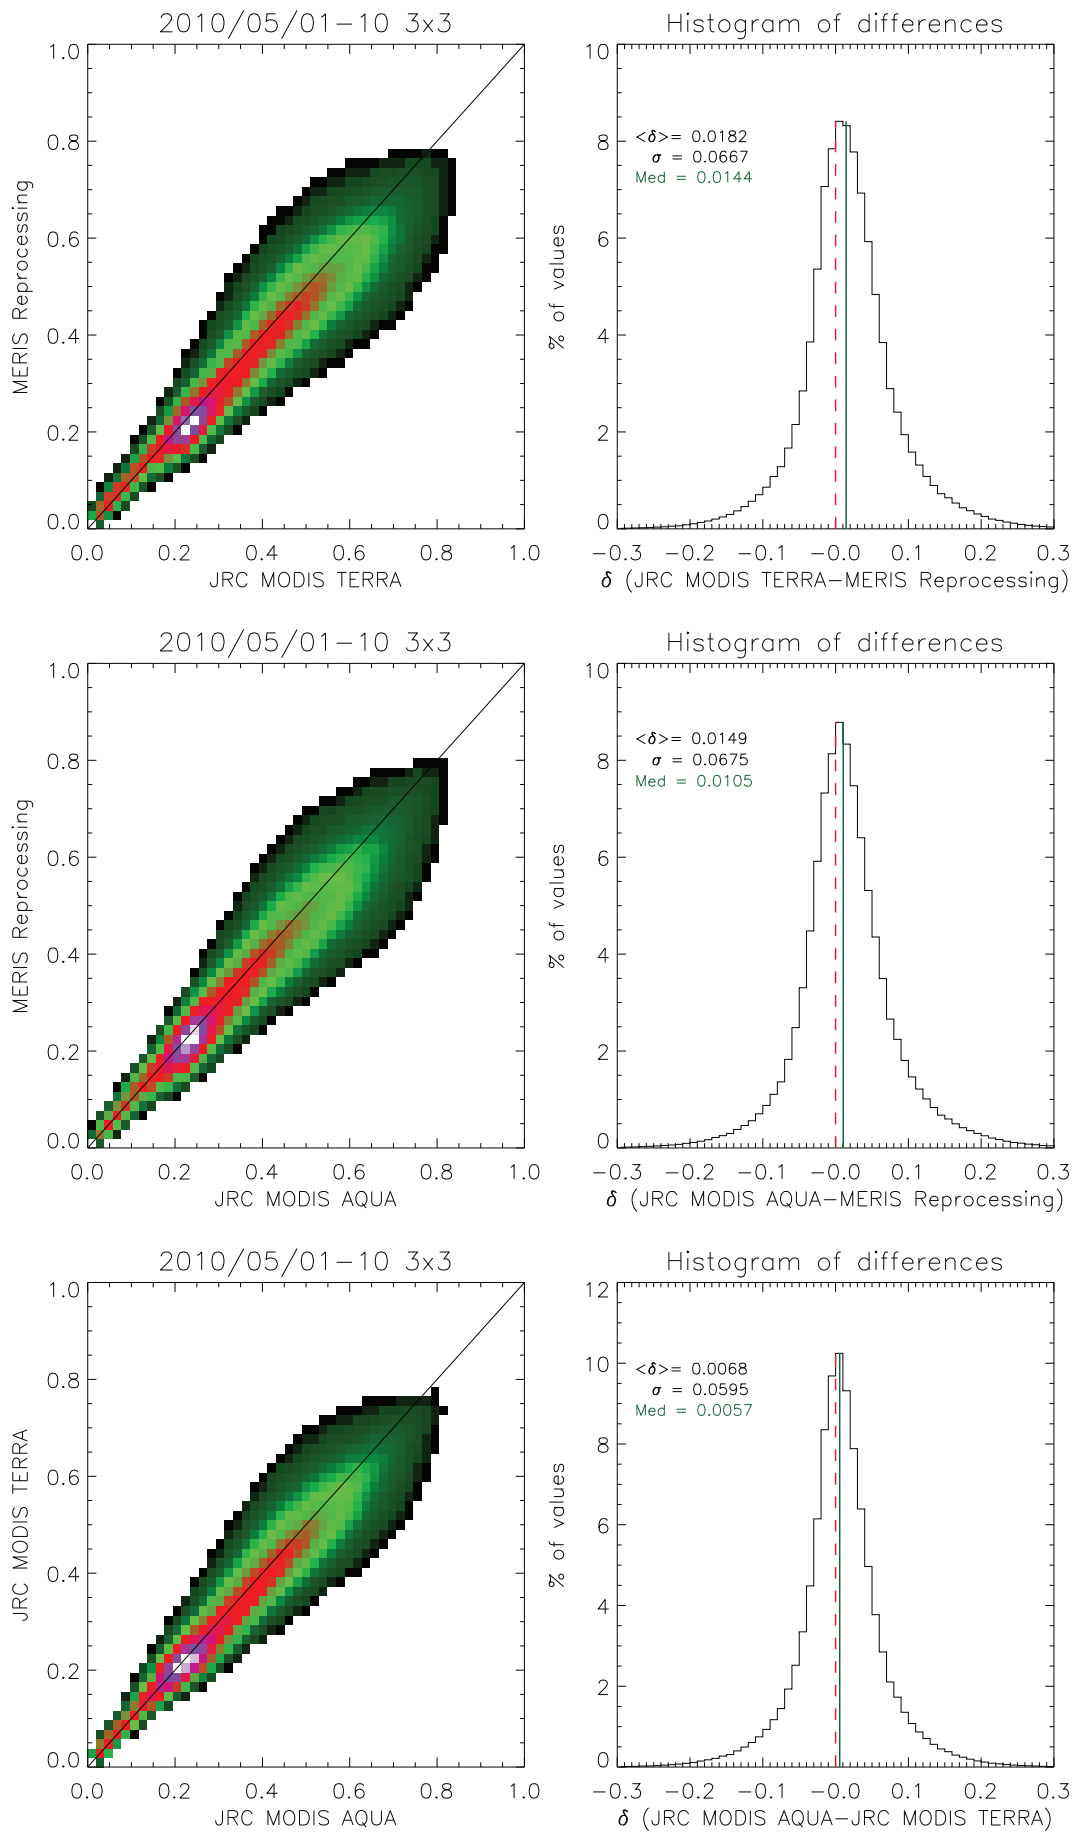 2010/05/01-10 3x3
1.0
0.8
0.6
0.4
0.2
0.0
MERIS Reprocessing
0.0 0.2 0.4 0.6 0.8 1.0
JRC MODIS TERRA
Histogram of differences
10
8
6
4
2
0
% of values
<δ>= 0.0182
σ = 0.0667
Med = 0.0144
-0.3 -0.2 -0.1 -0.0 0.1 0.2 0.3
δ (JRC MODIS TERRA-MERIS Reprocessing)
2010/05/01-10 3x3
1.0
0.8
0.6
0.4
0.2
0.0
MERIS Reprocessing
0.0 0.2 0.4 0.6 0.8 1.0
JRC MODIS AQUA
Histogram of differences
10
8
6
4
2
0
% of values
<δ>= 0.0149
σ = 0.0675
Med = 0.0105
-0.3 -0.2 -0.1 -0.0 0.1 0.2 0.3
δ (JRC MODIS AQUA-MERIS Reprocessing)
2010/05/01-10 3x3
1.0
0.8
0.6
0.4
0.2
0.0
JRC MODIS TERRA
0.0 0.2 0.4 0.6 0.8 1.0
JRC MODIS AQUA
Histogram of differences
12
10
8
6
4
2
0
% of values
<δ>= 0.0068
σ = 0.0595
Med = 0.0057
-0.3 -0.2 -0.1 -0.0 0.1 0.2 0.3
δ (JRC MODIS AQUA-JRC MODIS TERRA)